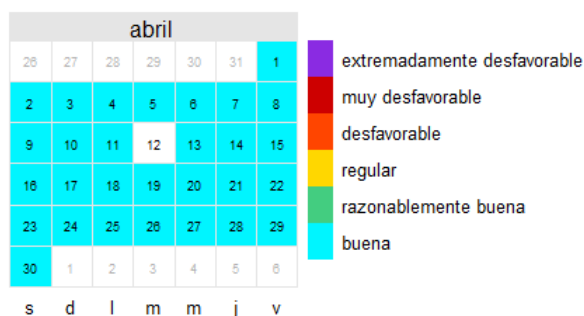 abril
26 27 28 29 30 31 1
2 3 4 5 6 7 8
9 10 11 12 13 14 15
16 17 18 19 20 21 22
23 24 25 26 27 28 29
30 1 2 3 4 5 6
s d l m m j v
extremadamente desfavorable
muy desfavorable
desfavorable
regular
razonablemente buena
buena